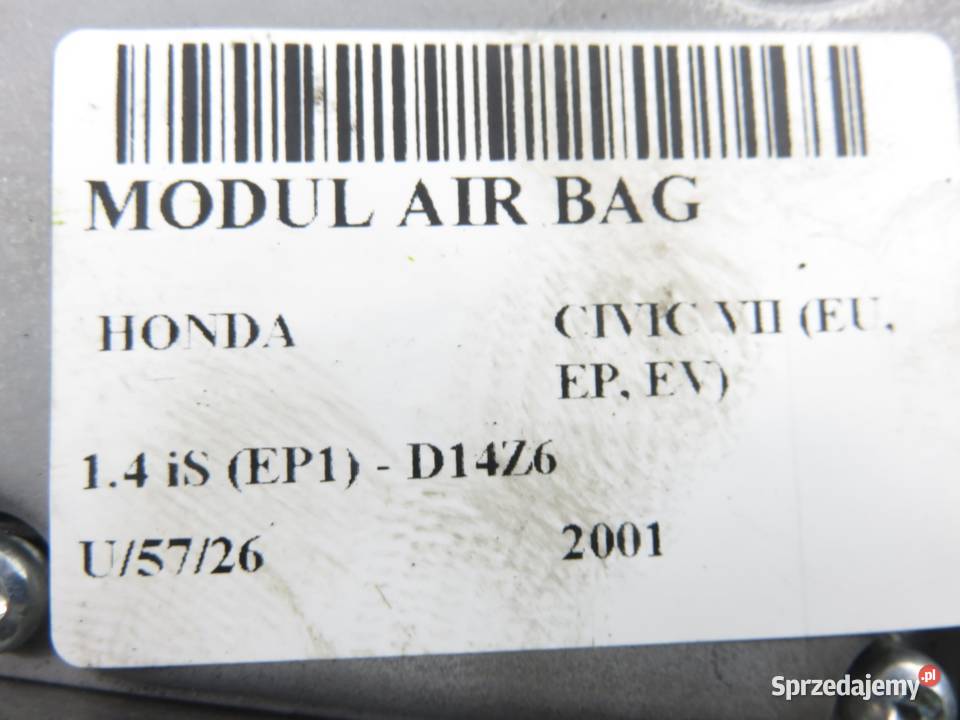 MODUL AIR BAG
HONDA
CIVIC VII (EU,
EP, EV)
1.4 iS (EP1) - D14Z6
U/57/26
2001
Sprzedajemy.pl